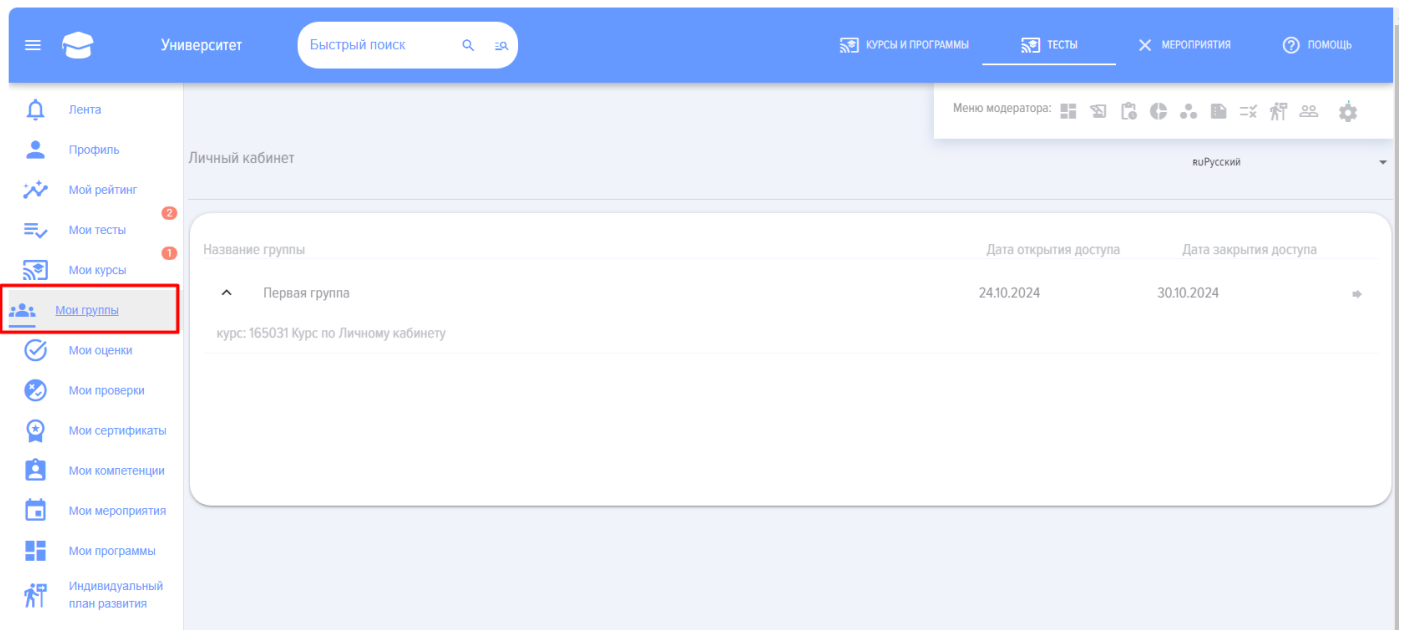 Университет
Быстрый поиск
КУРСЫ И ПРОГРАММЫ
ТЕСТЫ
МЕРОПРИЯТИЯ
ПОМОЩЬ
Меню модератора:
Лента
Профиль
Мой рейтинг
2
Мои тесты
1
Мои курсы
Мои группы
Мои оценки
Мои проверки
Мои сертификаты
Мои компетенции
Мои мероприятия
Мои программы
Индивидуальный
план развития
Личный кабинет
ruРусский
Название группы
Дата открытия доступа
Дата закрытия доступа
Первая группа
24.10.2024
30.10.2024
курс: 165031 Курс по Личному кабинету